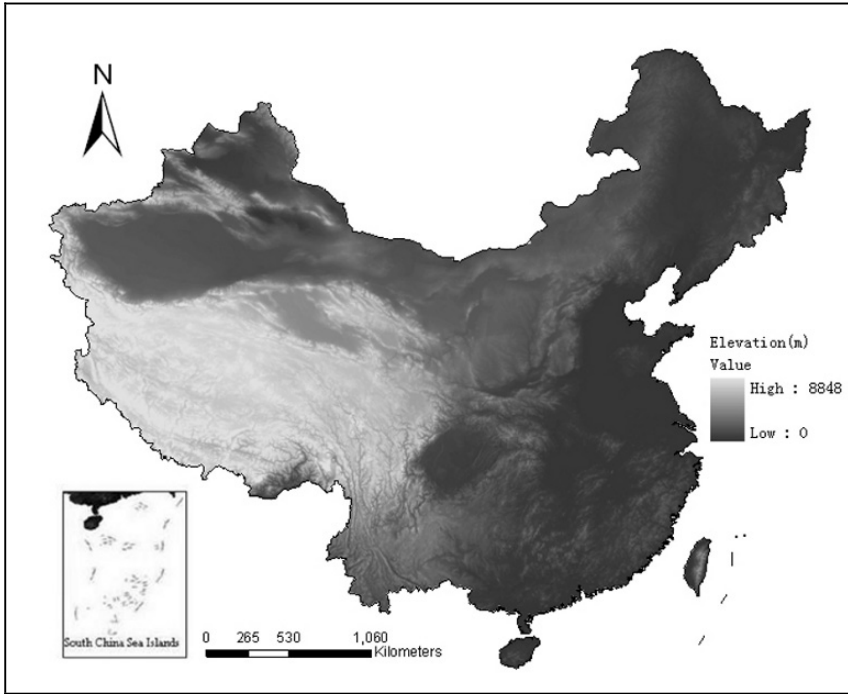 N
Elevation(m)
Value
High : 8848
Low : 0
South China Sea Islands
0 265 530 1,060
Kilometers